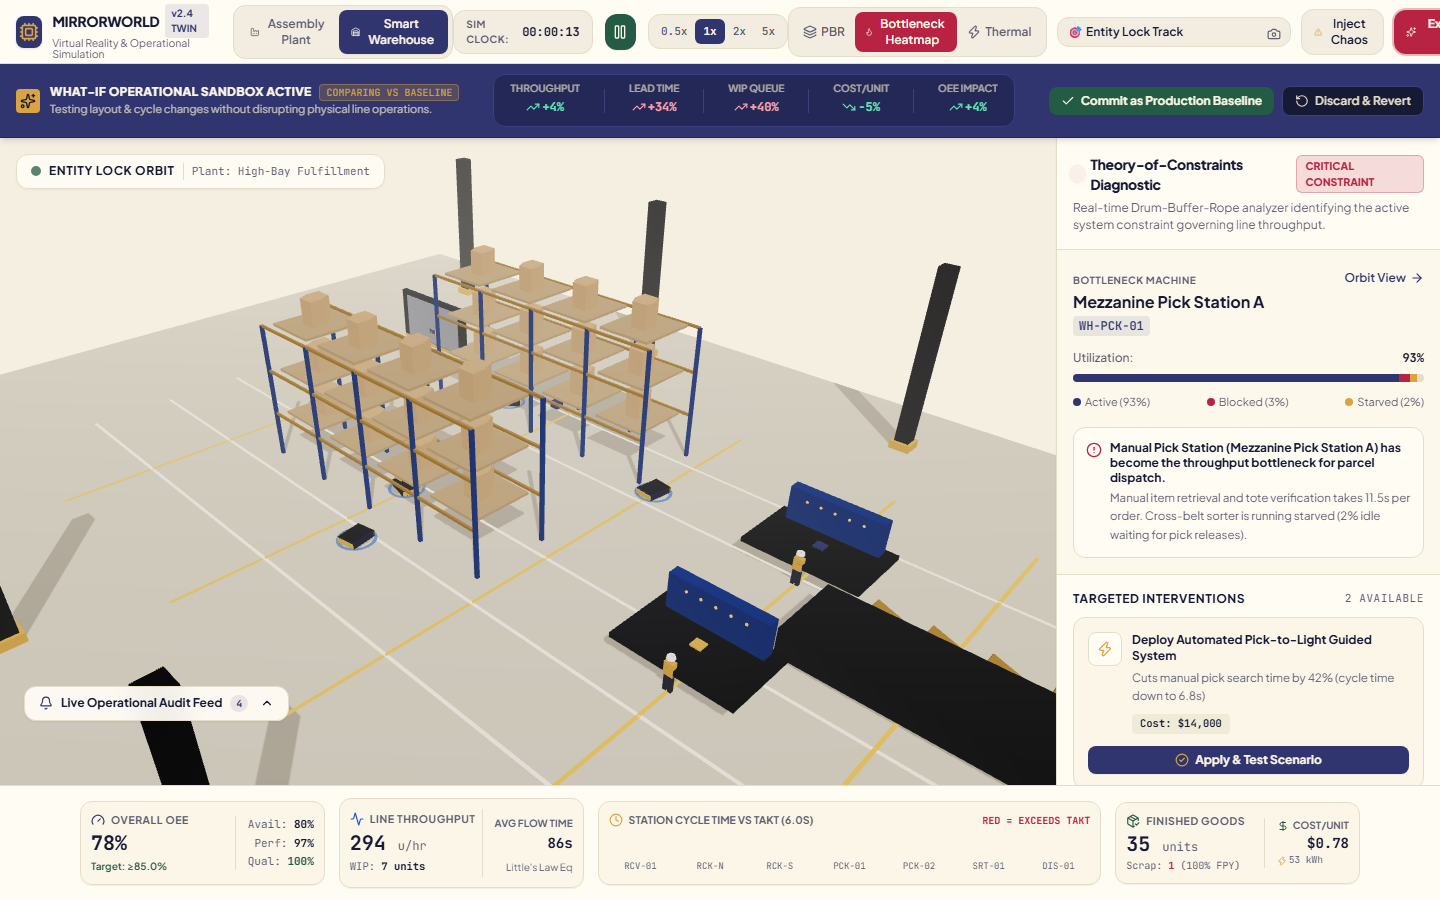 MIRRORWORLD
v2.4 TWIN
Virtual Reality & Operational Simulation
Assembly Plant
Smart Warehouse
SIM CLOCK:
00:00:13
0.5x
1x
2x
5x
PBR
Bottleneck Heatmap
Thermal
Entity Lock Track
Inject Chaos
Ex
WHAT-IF OPERATIONAL SANDBOX ACTIVE
COMPARING VS BASELINE
Testing layout & cycle changes without disrupting physical line operations.
THROUGHPUT
+4%
LEAD TIME
+34%
WIP QUEUE
+40%
COST/UNIT
-5%
OEE IMPACT
+4%
Commit as Production Baseline
Discard & Revert
ENTITY LOCK ORBIT
Plant: High-Bay Fulfillment
Theory-of-Constraints Diagnostic
CRITICAL CONSTRAINT
Real-time Drum-Buffer-Rope analyzer identifying the active
system constraint governing line throughput.
BOTTLENECK MACHINE
Orbit View
Mezzanine Pick Station A
WH-PCK-01
Utilization:
93%
Active (93%)
Blocked (3%)
Starved (2%)
Manual Pick Station (Mezzanine Pick Station A) has
become the throughput bottleneck for parcel
dispatch.
Manual item retrieval and tote verification takes 11.5s per
order. Cross-belt sorter is running starved (2% idle
waiting for pick releases).
TARGETED INTERVENTIONS
2 AVAILABLE
Deploy Automated Pick-to-Light Guided
System
Cuts manual pick search time by 42% (cycle time
down to 6.8s)
Cost: $14,000
Apply & Test Scenario
Live Operational Audit Feed
4
OVERALL OEE
78%
Target: ≥85.0%
Avail: 80%
Perf: 97%
Qual: 100%
LINE THROUGHPUT
294 u/hr
WIP: 7 units
AVG FLOW TIME
86s
Little's Law Eq
STATION CYCLE TIME VS TAKT (6.0S)
RED = EXCEEDS TAKT
RCV-01
RCK-N
RCK-S
PCK-01
PCK-02
SRT-01
DIS-01
FINISHED GOODS
35 units
Scrap: 1 (100% FPY)
COST/UNIT
$0.78
53 kWh